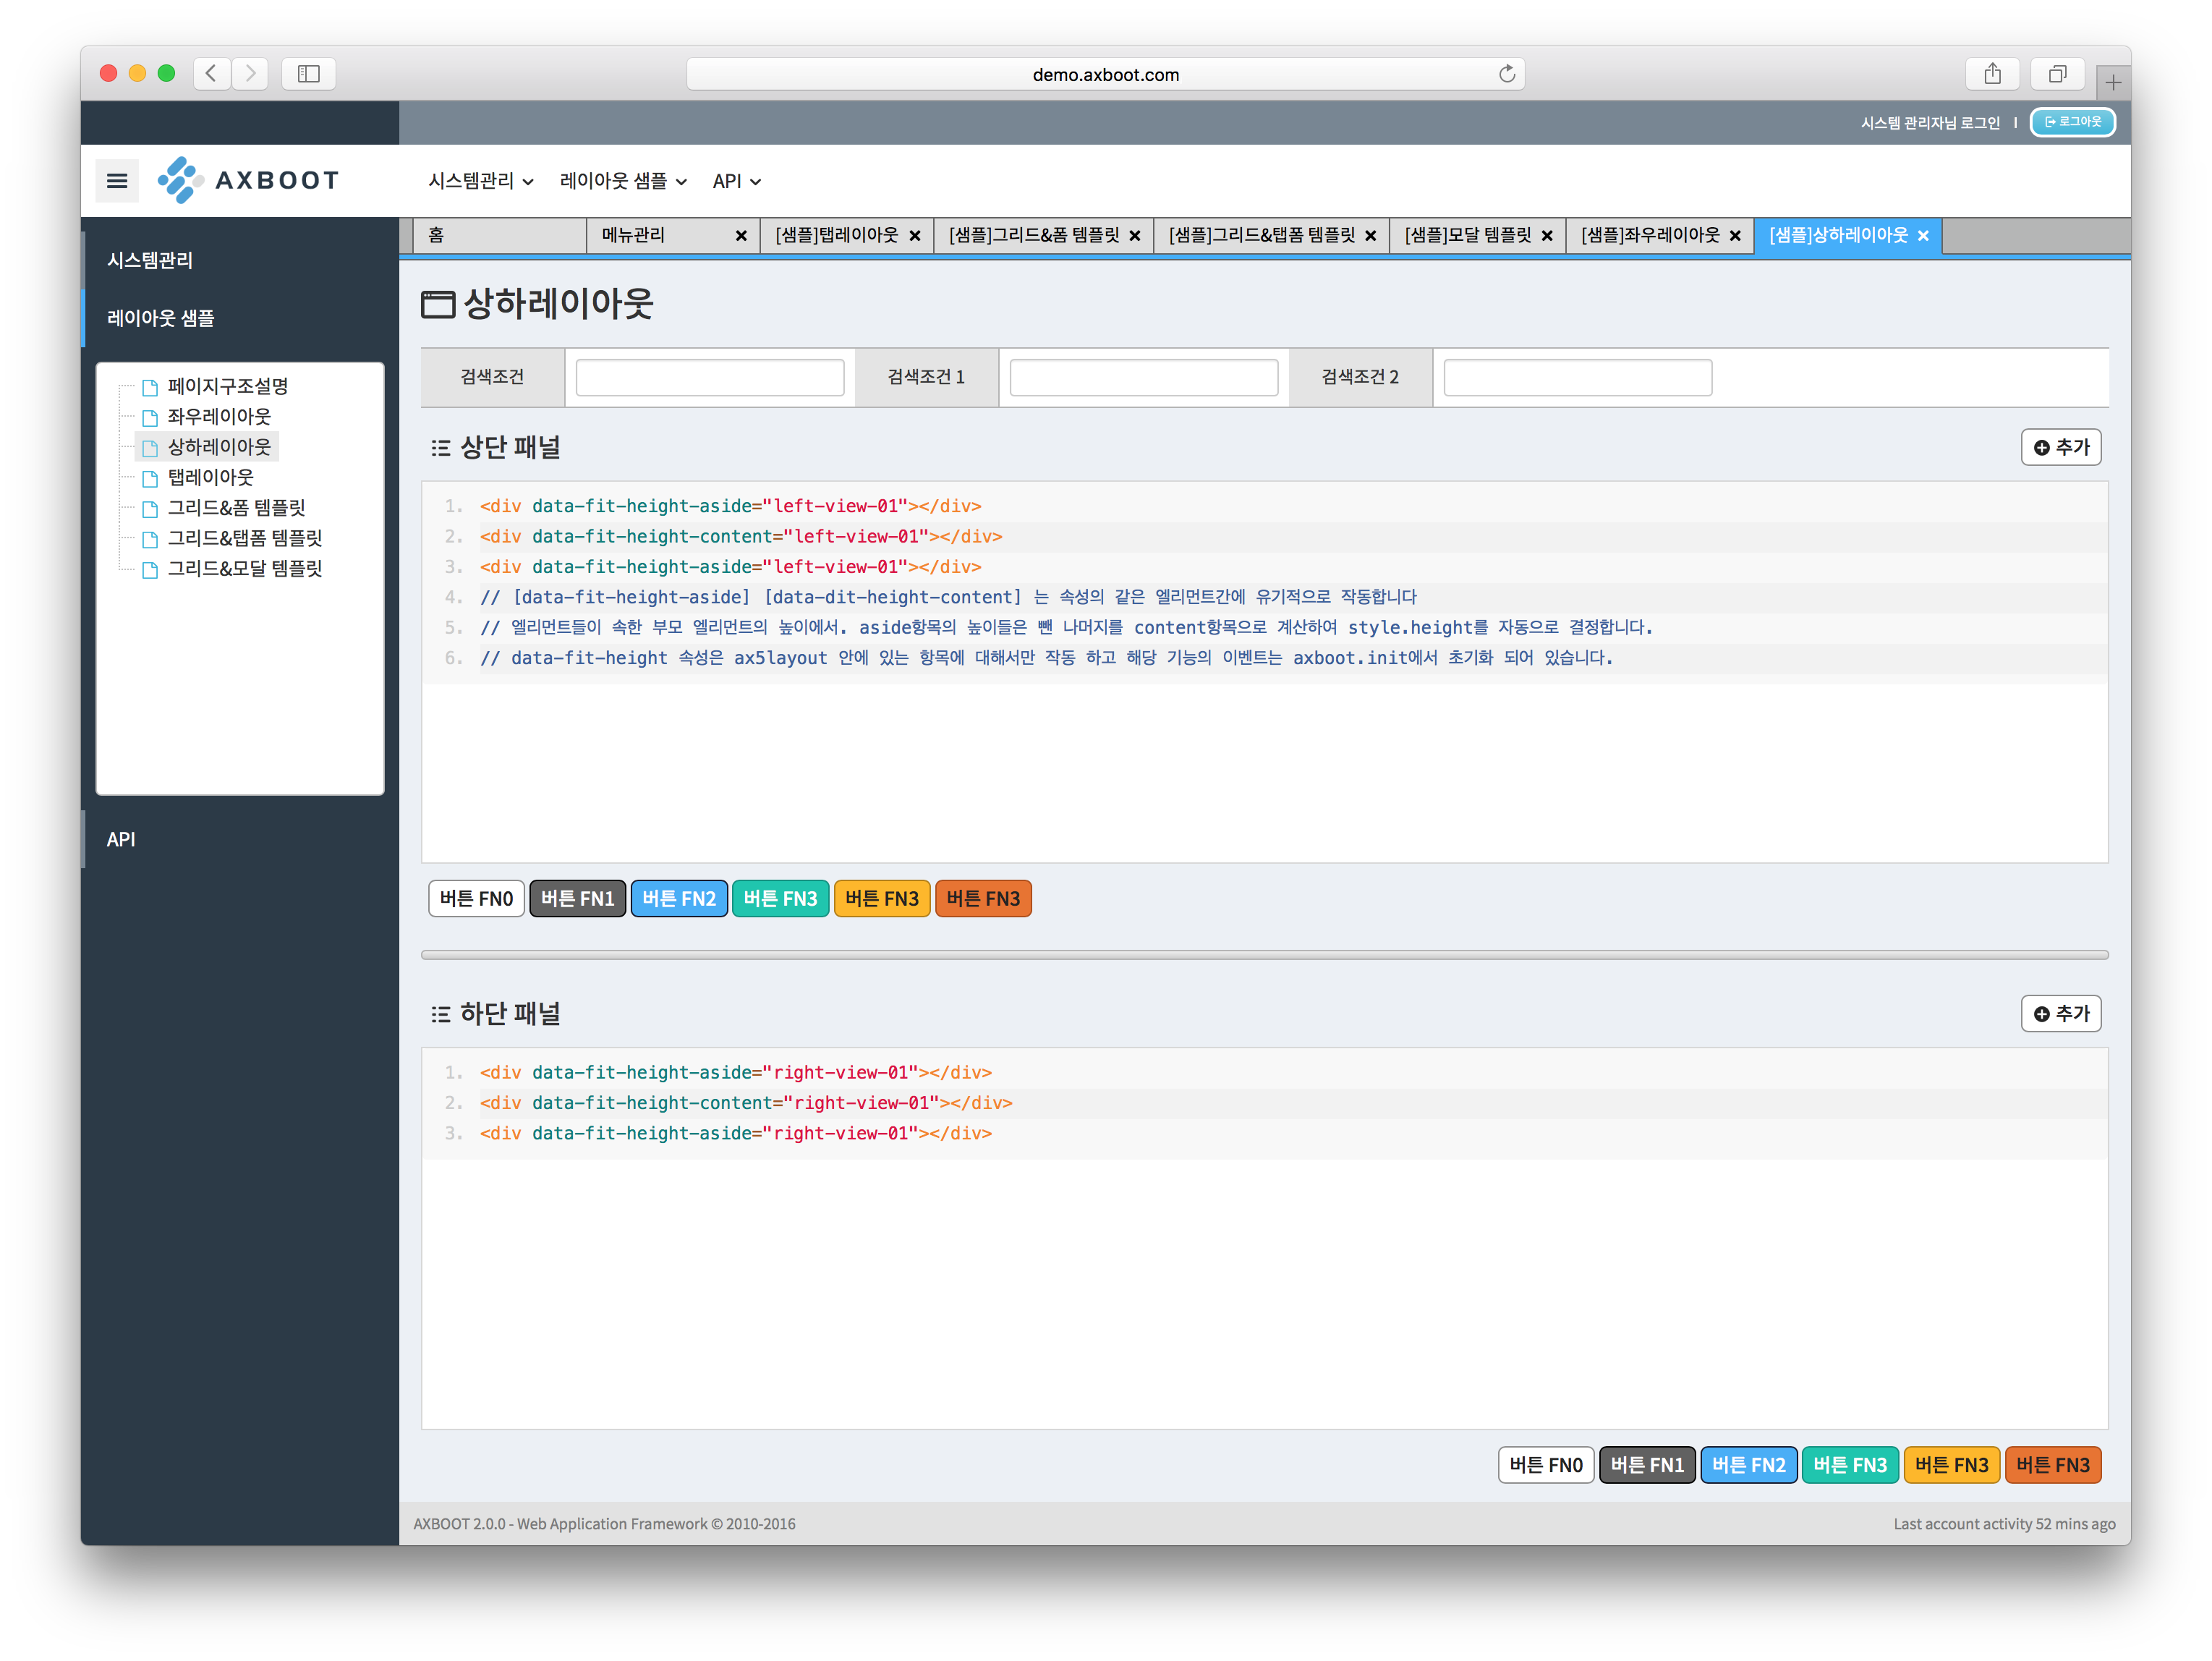 demo.axboot.com
시스템 관리자님 로그인 | 로그아웃
AXBOOT
시스템관리 레이아웃 샘플 API
홈 메뉴관리 [샘플]탭레이아웃 [샘플]그리드&폼 템플릿 [샘플]그리드&탭폼 템플릿 [샘플]모달 템플릿 [샘플]좌우레이아웃 [샘플]상하레이아웃
시스템관리
레이아웃 샘플
페이지구조설명
좌우레이아웃
상하레이아웃
탭레이아웃
그리드&폼 템플릿
그리드&탭폼 템플릿
그리드&모달 템플릿
API
상하레이아웃
검색조건 검색조건 1 검색조건 2
상단 패널 추가
1. <div data-fit-height-aside="left-view-01"></div>
2. <div data-fit-height-content="left-view-01"></div>
3. <div data-fit-height-aside="left-view-01"></div>
4. // [data-fit-height-aside] [data-dit-height-content] 는 속성의 같은 엘리먼트간에 유기적으로 작동합니다
5. // 엘리먼트들이 속한 부모 엘리먼트의 높이에서. aside항목의 높이들은 뺀 나머지를 content항목으로 계산하여 style.height를 자동으로 결정합니다.
6. // data-fit-height 속성은 ax5layout 안에 있는 항목에 대해서만 작동 하고 해당 기능의 이벤트는 axboot.init에서 초기화 되어 있습니다.
버튼 FN0 버튼 FN1 버튼 FN2 버튼 FN3 버튼 FN3 버튼 FN3
하단 패널 추가
1. <div data-fit-height-aside="right-view-01"></div>
2. <div data-fit-height-content="right-view-01"></div>
3. <div data-fit-height-aside="right-view-01"></div>
버튼 FN0 버튼 FN1 버튼 FN2 버튼 FN3 버튼 FN3 버튼 FN3
AXBOOT 2.0.0 - Web Application Framework © 2010-2016 Last account activity 52 mins ago